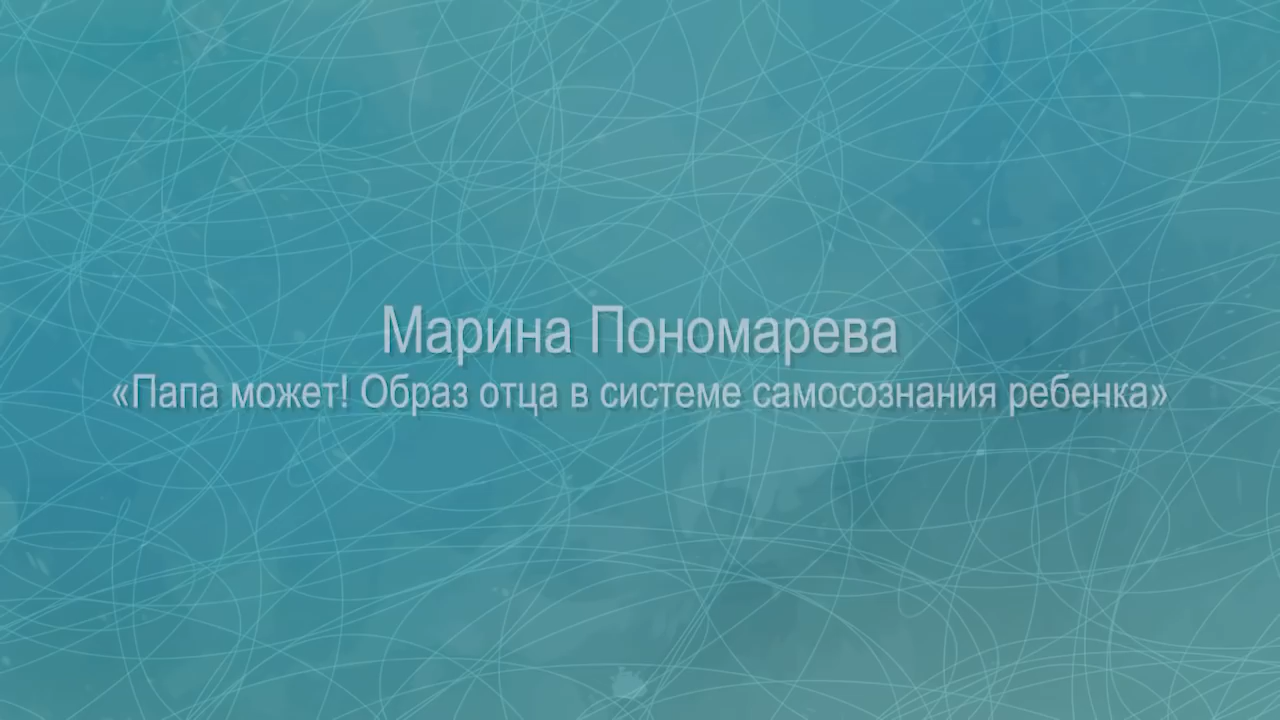 Марина Пономарева
«Папа может! Образ отца в системе самосознания ребенка»